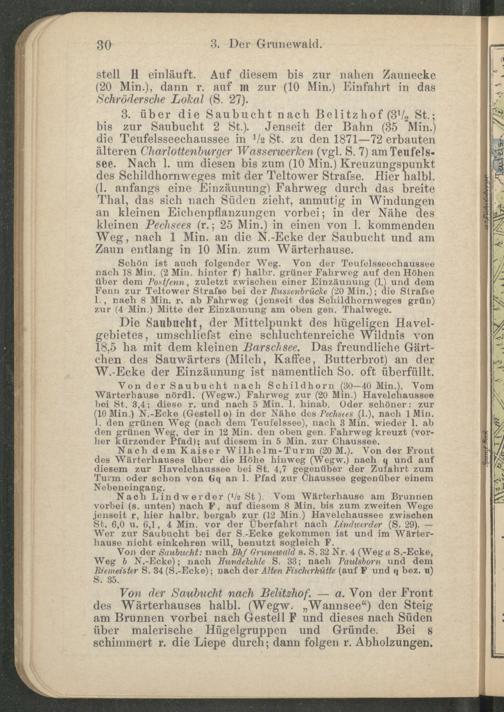 30
3. Der Grunewald.
stell H einläuft. Auf diesem bis zur nahen Zaunecke
(20 Min.), dann r. auf m zur (10 Min.) Einfahrt in das
Schrödersche Lokal (S. 27).
3. über die Saubucht nach Belitzhof (3½ St.;
bis zur Saubucht 2 St.). Jenseit der Bahn (35 Min.)
die Teufelsseechaussee in ½ St. zu den 1871—72 erbauten
älteren Charlottenburger Wasserwerken (vgl. S. 7) am Teufels-
see. Nach l. um diesen bis zum (10 Min.) Kreuzungspunkt
des Schildhornweges mit der Teltower Straſse. Hier halbl.
(l. anfangs eine Einzäunung) Fahrweg durch das breite
Thal, das sich nach Süden zieht, anmutig in Windungen
an kleinen Eichenpflanzungen vorbei; in der Nähe des
kleinen Pechsees (r.; 25 Min.) in einen von l. kommenden
Weg, nach 1 Min. an die N.-Ecke der Saubucht und am
Zaun entlang in 10 Min. zum Wärterhause.
Schön ist auch folgender Weg. Von der Teufelsseechaussee
nach 18 Min. (2 Min. hinter f) halbr. grüner Fahrweg auf den Höhen
über dem Postfenn, zuletzt zwischen einer Einzäunung (l.) und dem
Fenn zur Teltower Straſse bei der Russenbrücke (20 Min.); die Straſse
l., nach 8 Min. r. ab Fahrweg (jenseit des Schildhornweges grün)
zur (4 Min.) Mitte der Einzäunung am oben gen. Thalwege.
Die Saubucht, der Mittelpunkt des hügeligen Havel-
gebietes, umschlieſst eine schluchtenreiche Wildnis von
18,5 ha mit dem kleinen Barschsee. Das freundliche Gärt-
chen des Sauwärters (Milch, Kaffee, Butterbrot) an der
W.-Ecke der Einzäunung ist namentlich So. oft überfüllt.
Von der Saubucht nach Schildhorn (30—40 Min.). Vom
Wärterhause nördl. (Wegw.) Fahrweg zur (20 Min.) Havelchaussee
bei St. 3,4; diese r. und nach 5 Min. l. hinab. Oder schöner: zur
(10 Min.) N.-Ecke (Gestell o) in der Nähe des Pechsees (l.), nach 1 Min.
l. den grünen Weg (nach dem Teufelssee), nach 8 Min. wieder l. ab
den grünen Weg, der in 12 Min. den oben gen. Fahrweg kreuzt (vor-
her kürzender Pfad); auf diesem in 5 Min. zur Chaussee.
Nach dem Kaiser Wilhelm-Turm (20 M.). Von der Front
des Wärterhauses über die Höhe hinweg (Wegw.) nach q und auf
diesem zur Havelchaussee bei St. 4,7 gegenüber der Zufahrt zum
Turm oder schon von Gq an l. Pfad zur Chaussee gegenüber einem
Nebeneingang.
Nach Lindwerder (½ St.). Vom Wärterhause am Brunnen
vorbei (s. unten) nach F, auf diesem 8 Min. bis zum zweiten Wege
jenseit r, hier halbr. bergab zur (12 Min.) Havelchaussee zwischen
St. 6,0 u. 6,1, 4 Min. vor der Überfahrt nach Lindwerder (S. 29). —
Wer zur Saubucht bei der S.-Ecke gekommen ist und im Wärter-
hause nicht einkehren will, benutzt sogleich F.
Von der Saubucht: nach Bhf Grunewald s. S. 32 Nr. 4 (Weg a S.-Ecke,
Weg b N.-Ecke); nach Hundekehle S. 33; nach Paulsborn und dem
Riemeister S. 34 (S.-Ecke); nach der Alten Fischerhütte (auf F und q bez. u)
S. 35.
Von der Saubucht nach Belitzhof. — a. Von der Front
des Wärterhauses halbl. (Wegw. „Wannsee“) den Steig
am Brunnen vorbei nach Gestell F und dieses nach Süden
über malerische Hügelgruppen und Gründe. Bei s
schimmert r. die Liepe durch; dann folgen r. Abholzungen.